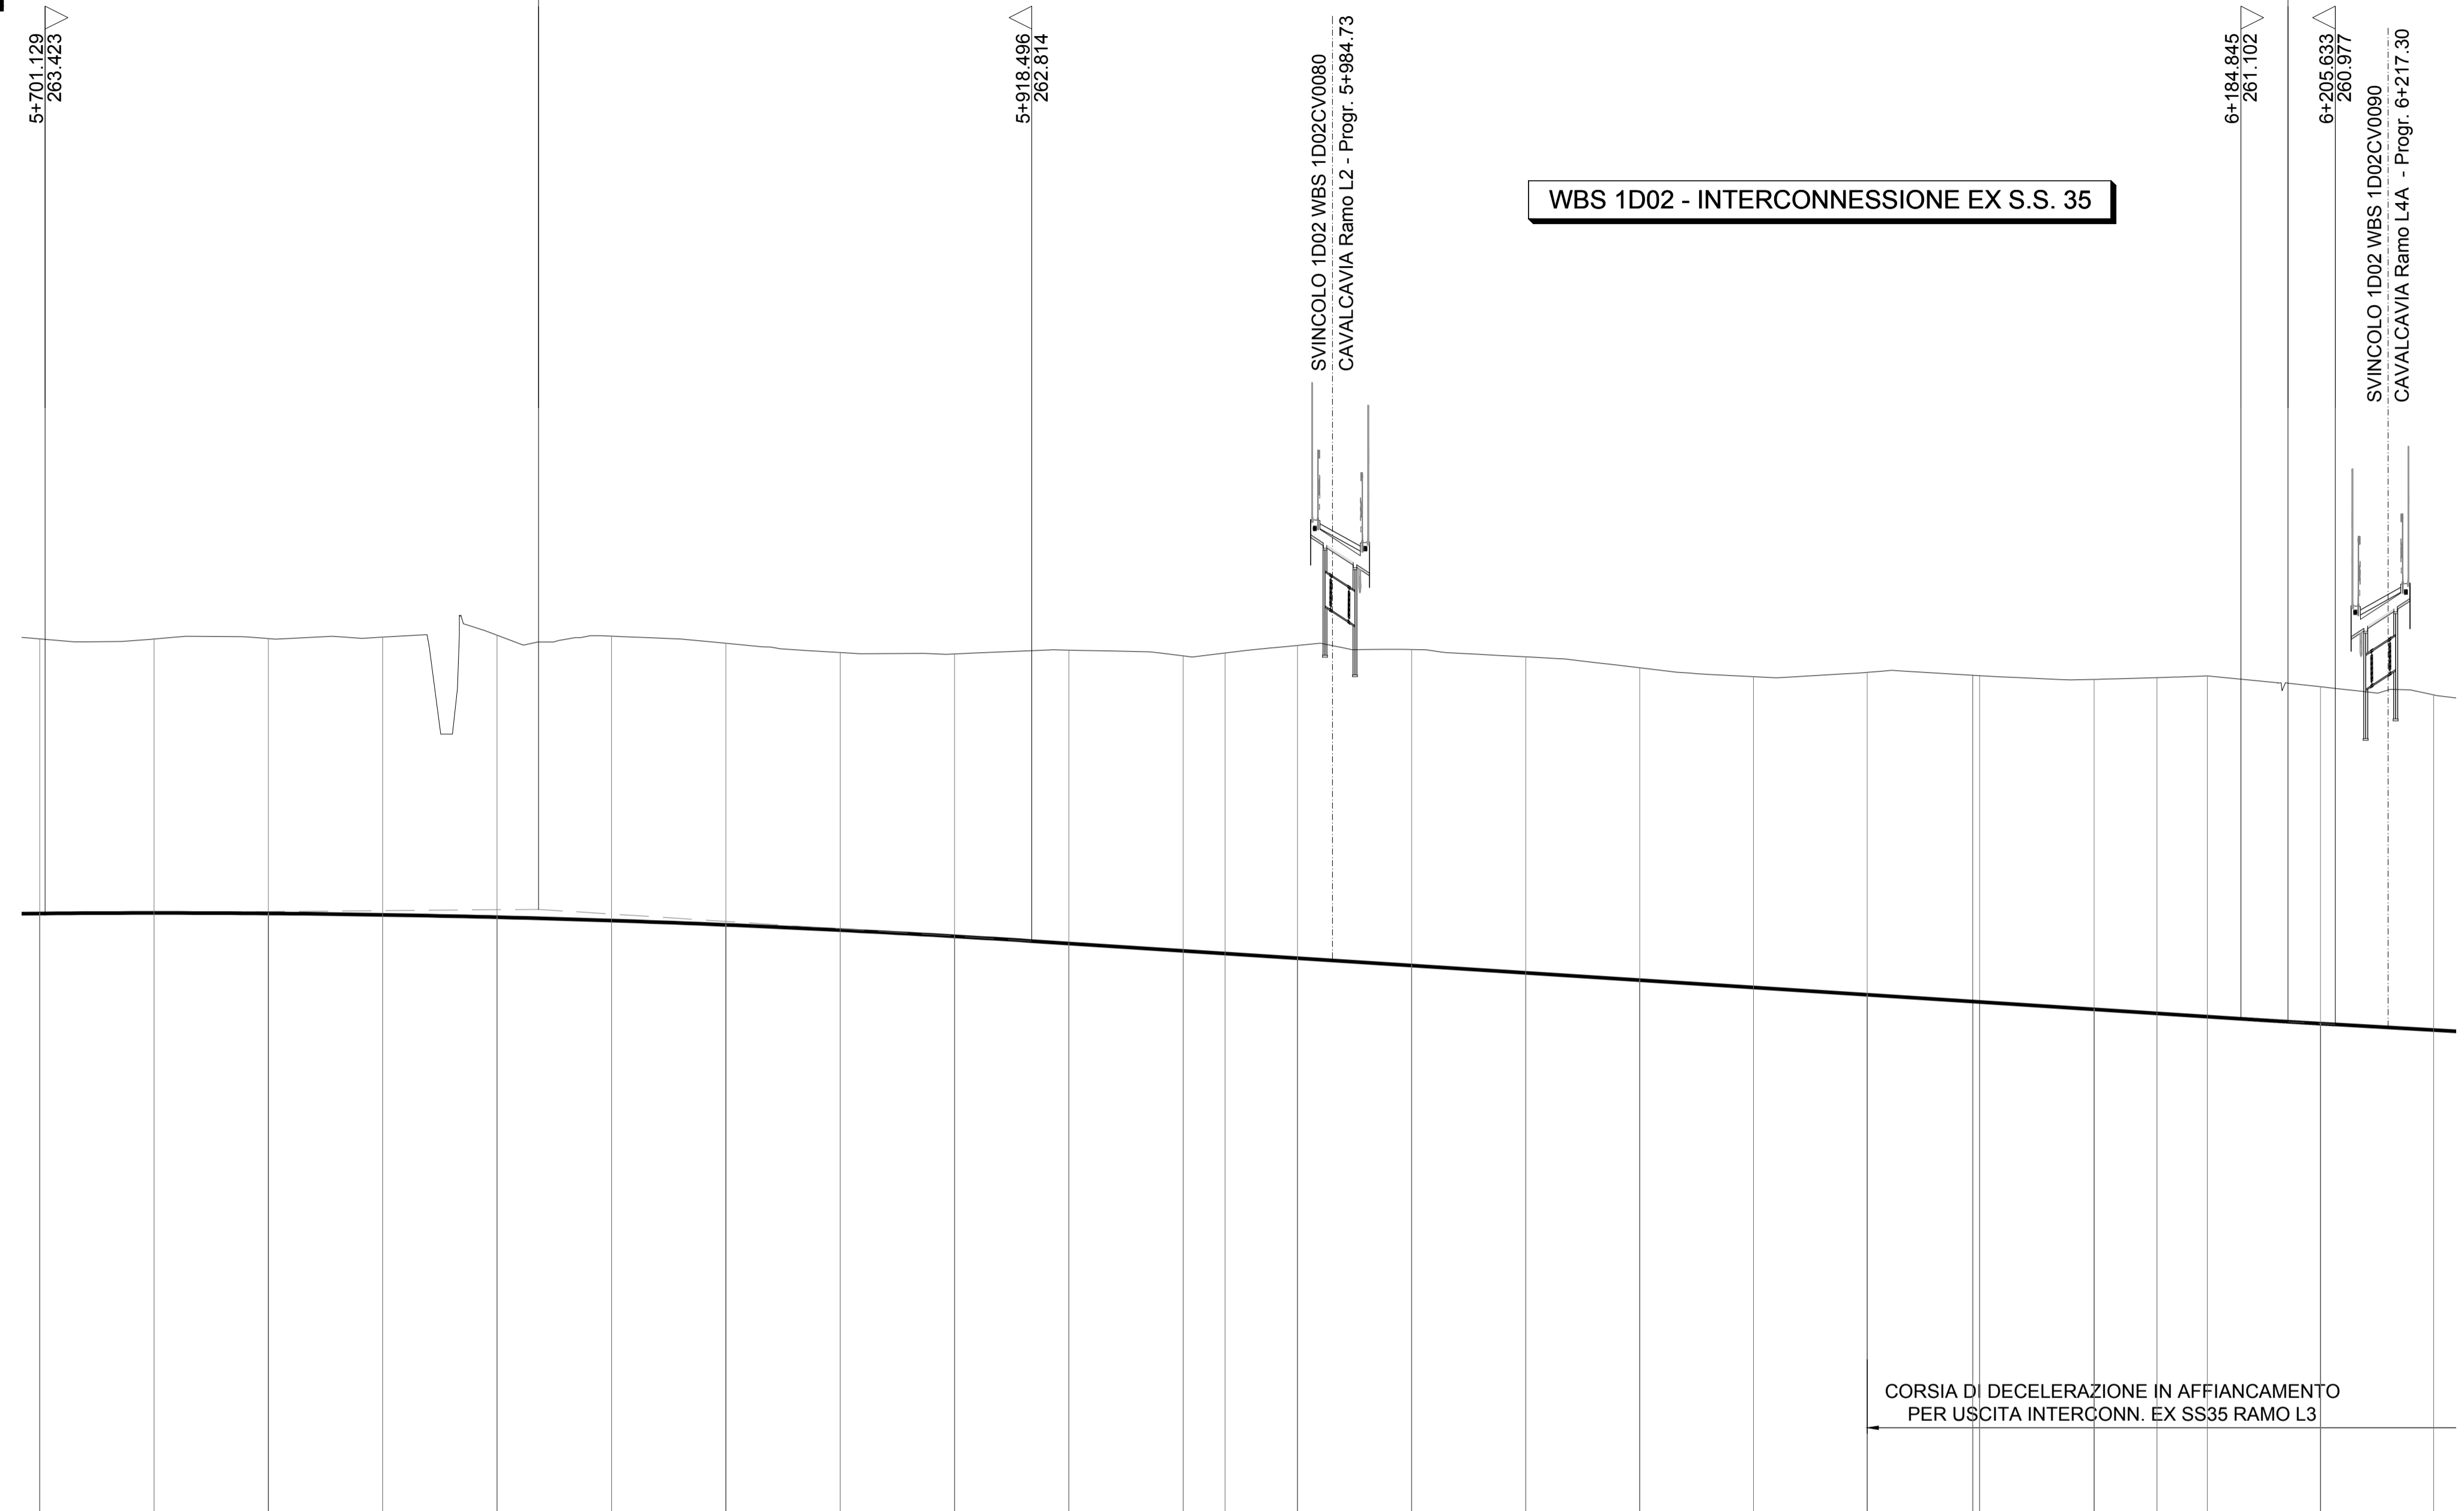 5+701.129
263.423
5+918.496
262.814
SVINCOLO 1D02 WBS 1D02CV0080
CAVALCAVIA Ramo L2 - Progr. 5+984.73
WBS 1D02 - INTERCONNESSIONE EX S.S. 35
6+184.845
261.102
6+205.633
260.977
SVINCOLO 1D02 WBS 1D02CV0090
CAVALCAVIA Ramo L4A - Progr. 6+217.30
CORSIA DI DECELERAZIONE IN AFFIANCAMENTO
PER USCITA INTERCONN. EX SS35 RAMO L3